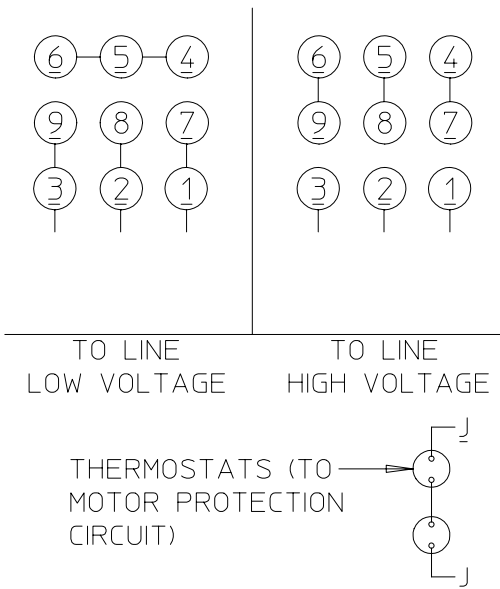 6 5 4
9 8 7
3 2 1
TO LINE
LOW VOLTAGE
6 5 4
9 8 7
3 2 1
TO LINE
HIGH VOLTAGE
THERMOSTATS (TO
MOTOR PROTECTION
CIRCUIT)
J
J